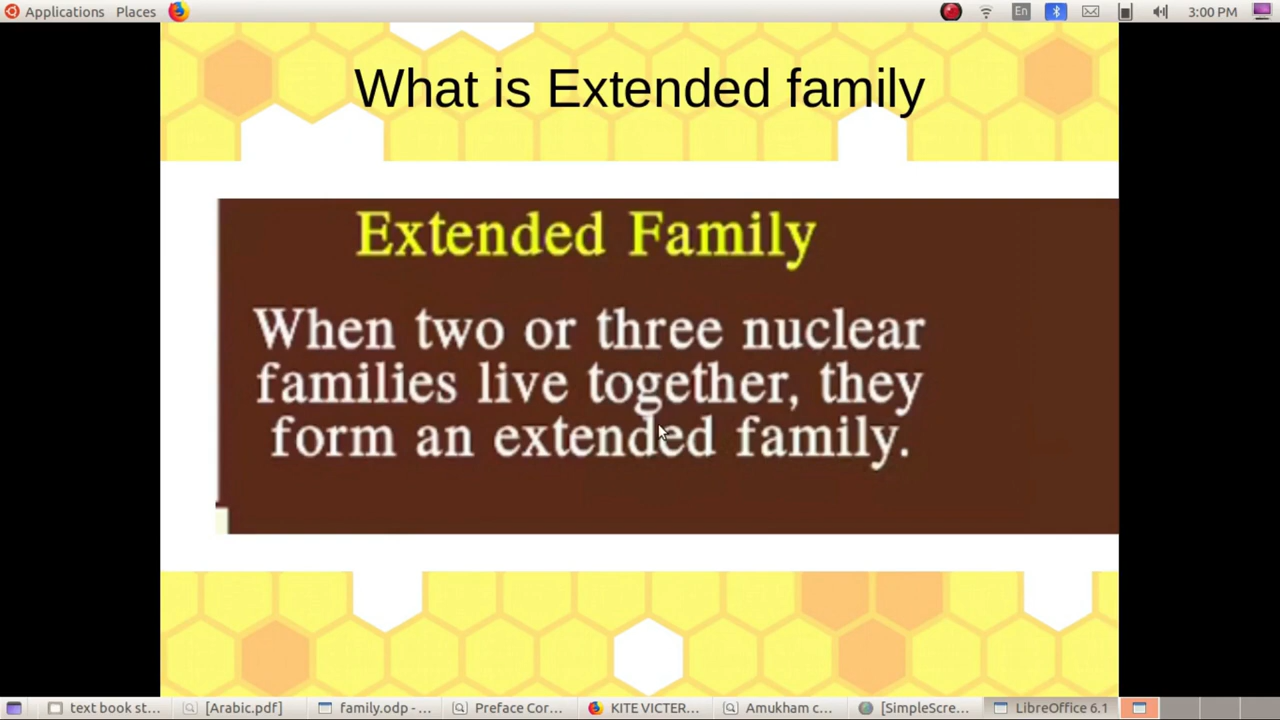 Applications Places
En
3:00 PM
What is Extended family
Extended Family
When two or three nuclear
families live together, they
form an extended family.
text book st...
[Arabic.pdf]
family.odp - ...
Preface Cor...
KITE VICTER...
Amukham c...
[SimpleScre...
LibreOffice 6.1